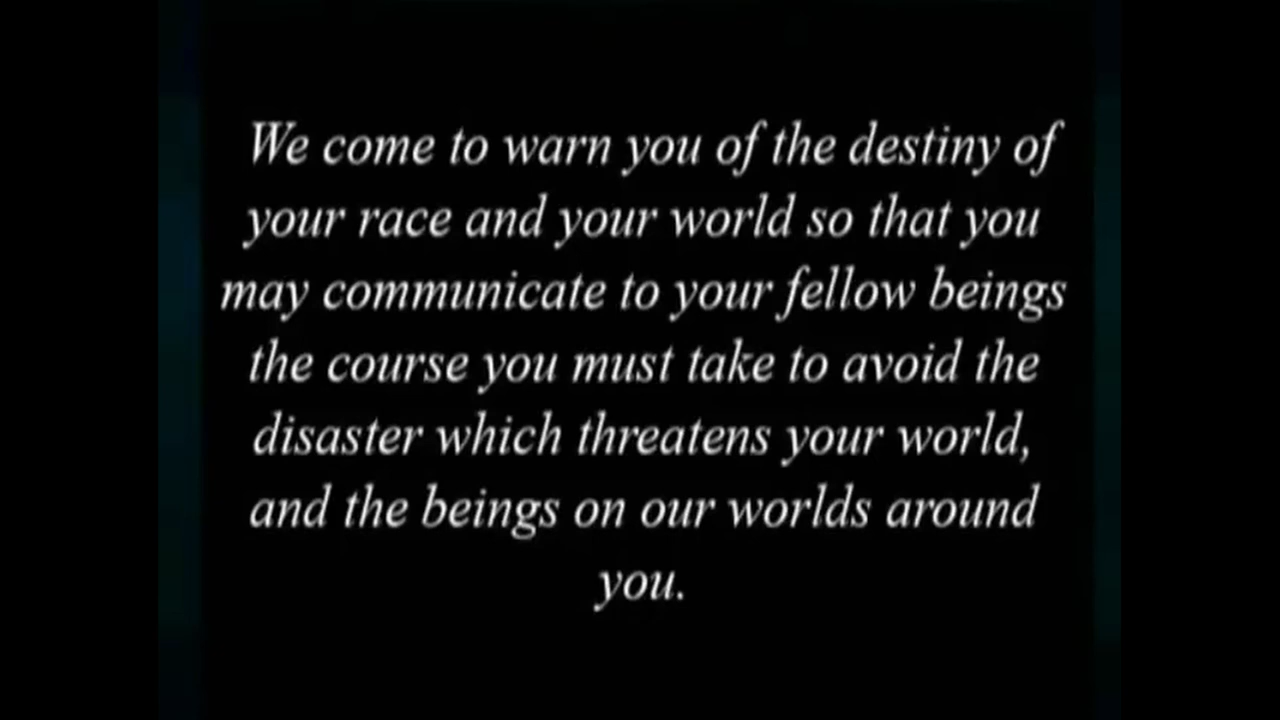 We come to warn you of the destiny of
your race and your world so that you
may communicate to your fellow beings
the course you must take to avoid the
disaster which threatens your world,
and the beings on our worlds around
you.